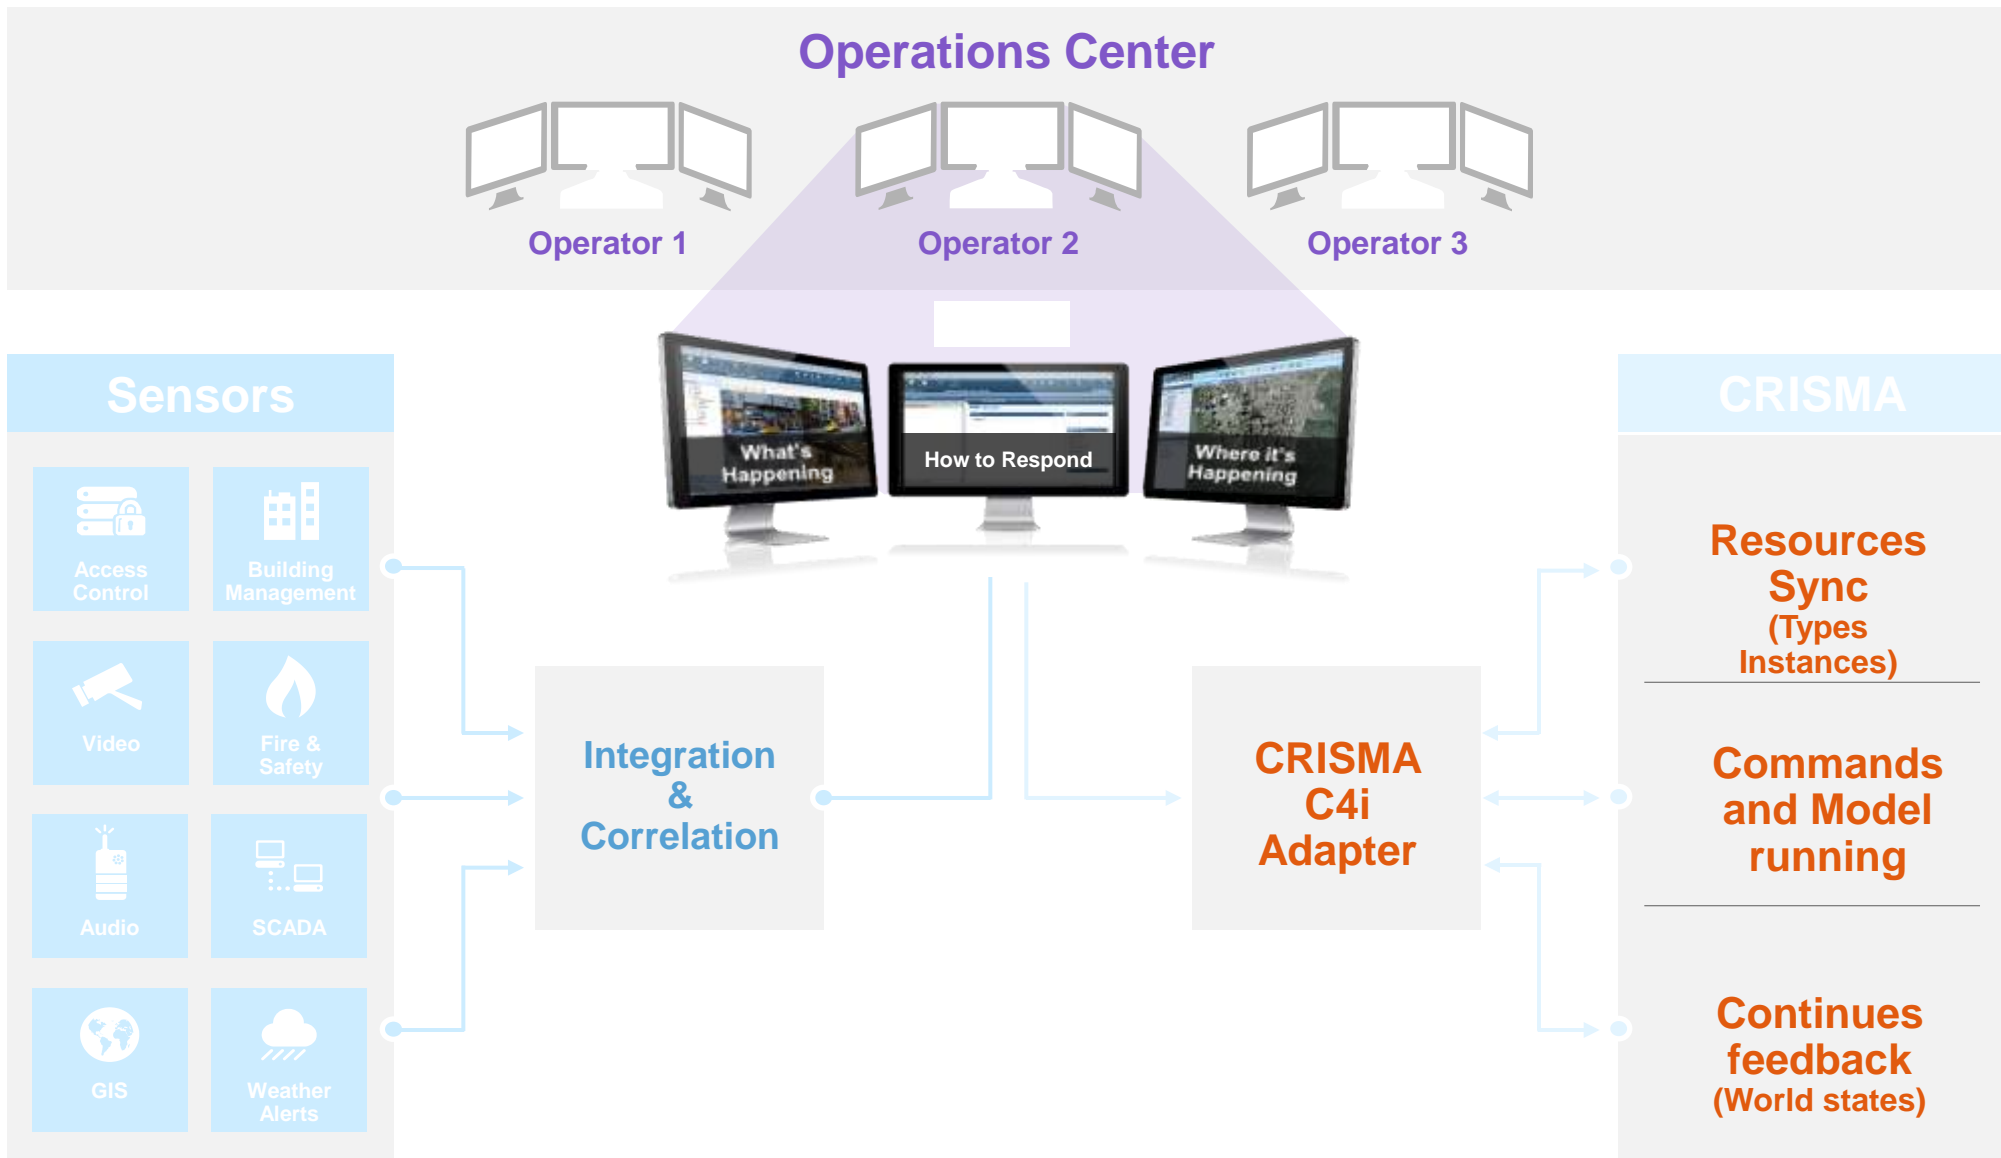 Operations Center
Operator 1
Operator 2
Operator 3
Sensors
Access
Control
Building
Management
Video
Fire &
Safety
Audio
SCADA
GIS
Weather
Alerts
What's
Happening
How to Respond
Where it's
Happening
Integration
&
Correlation
CRISMA
C4i
Adapter
CRISMA
Resources
Sync
(Types
Instances)
Commands
and Model
running
Continues
feedback
(World states)